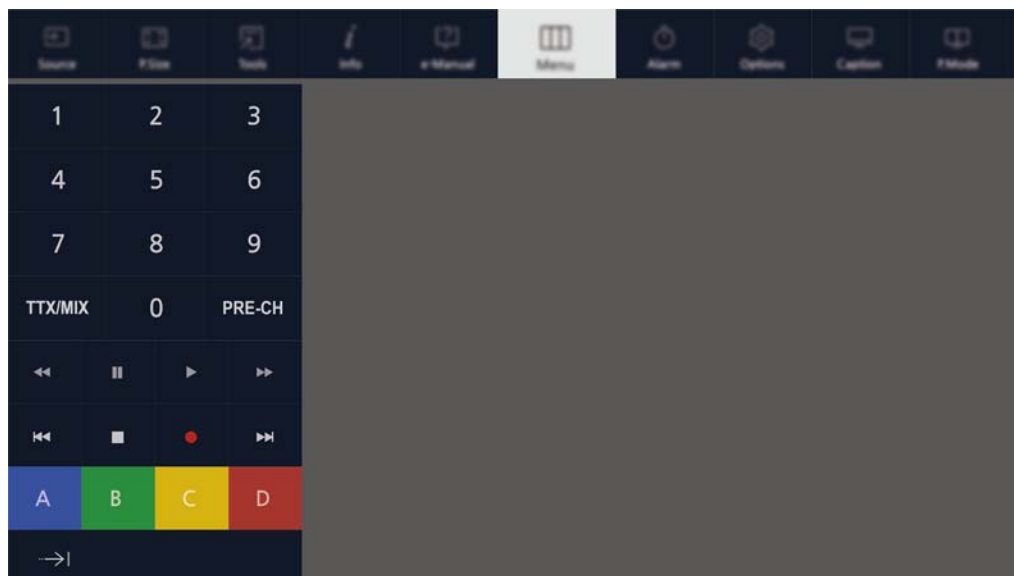 Source P.Size Tools Info e-Manual Menu Alarm Options Caption P.Mode
1 2 3
4 5 6
7 8 9
TTX/MIX 0 PRE-CH
A B C D